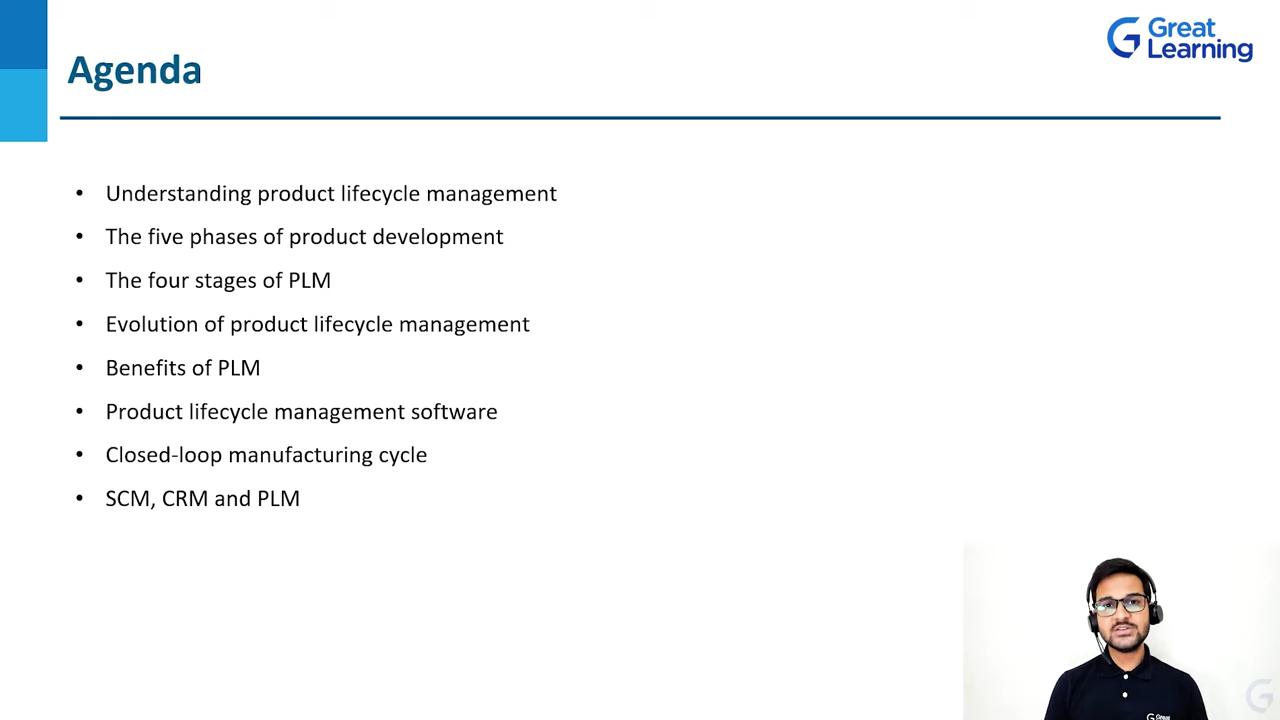 Great
Learning
Agenda
• Understanding product lifecycle management
• The five phases of product development
• The four stages of PLM
• Evolution of product lifecycle management
• Benefits of PLM
• Product lifecycle management software
• Closed-loop manufacturing cycle
• SCM, CRM and PLM
Great